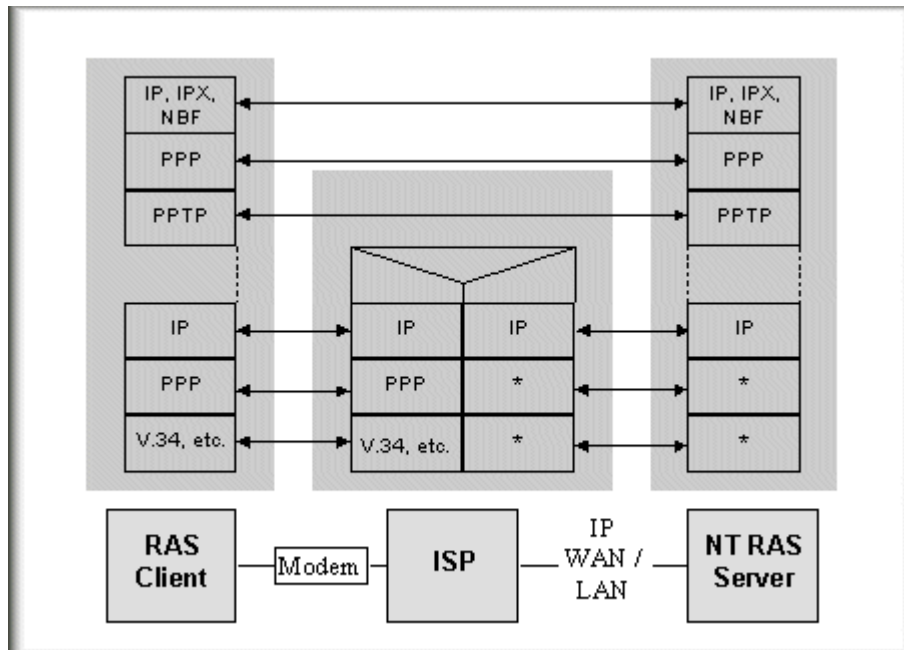 IP, IPX,
NBF
IP, IPX,
NBF
PPP
PPP
PPTP
PPTP
IP
IP
IP
IP
PPP
PPP
*
*
V.34, etc.
V.34, etc.
*
*
RAS
Client
Modem
ISP
IP
WAN /
LAN
NT RAS
Server